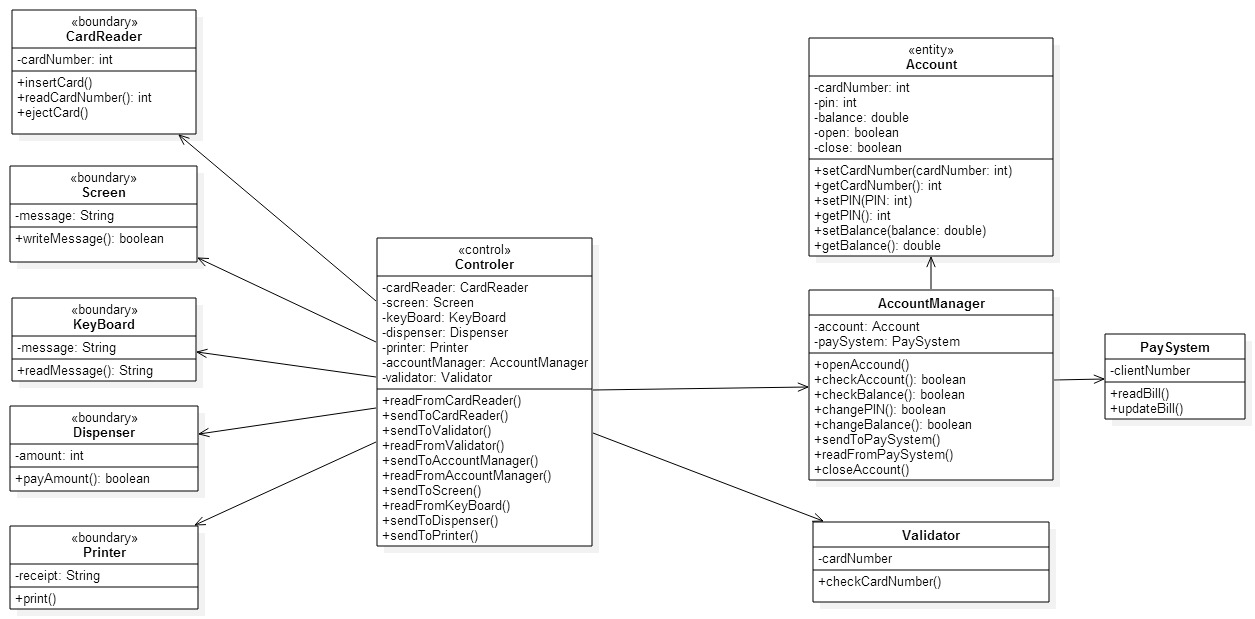 «boundary»
CardReader
-cardNumber: int
+insertCard()
+readCardNumber(): int
+ejectCard()
«boundary»
Screen
-message: String
+writeMessage(): boolean
«boundary»
KeyBoard
-message: String
+readMessage(): String
«boundary»
Dispenser
-amount: int
+payAmount(): boolean
«boundary»
Printer
-receipt: String
+print()
«control»
Controler
-cardReader: CardReader
-screen: Screen
-keyBoard: KeyBoard
-dispenser: Dispenser
-printer: Printer
-accountManager: AccountManager
-validator: Validator
+readFromCardReader()
+sendToCardReader()
+sendToValidator()
+readFromValidator()
+sendToAccountManager()
+readFromAccountManager()
+sendToScreen()
+readFromKeyBoard()
+sendToDispenser()
+sendToPrinter()
«entity»
Account
-cardNumber: int
-pin: int
-balance: double
-open: boolean
-close: boolean
+setCardNumber(cardNumber: int)
+getCardNumber(): int
+setPIN(PIN: int)
+getPIN(): int
+setBalance(balance: double)
+getBalance(): double
AccountManager
-account: Account
-paySystem: PaySystem
+openAccound()
+checkAccount(): boolean
+checkBalance(): boolean
+changePIN(): boolean
+changeBalance(): boolean
+sendToPaySystem()
+readFromPaySystem()
+closeAccount()
PaySystem
-clientNumber
+readBill()
+updateBill()
Validator
-cardNumber
+checkCardNumber()